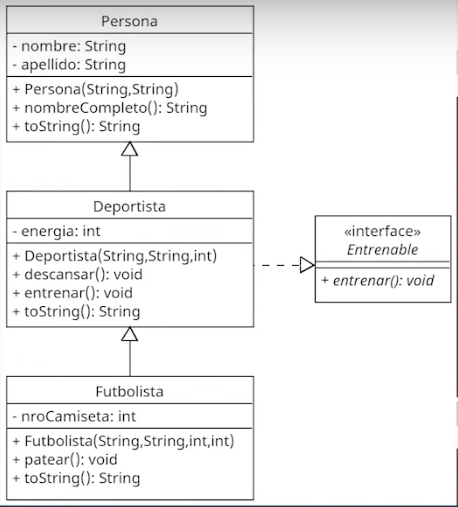 Persona
- nombre: String
- apellido: String
+ Persona(String,String)
+ nombreCompleto(): String
+ toString(): String
Deportista
- energia: int
+ Deportista(String,String,int)
+ descansar(): void
+ entrenar(): void
+ toString(): String
«interface»
Entrenable
+ entrenar(): void
Futbolista
- nroCamiseta: int
+ Futbolista(String,String,int,int)
+ patear(): void
+ toString(): String